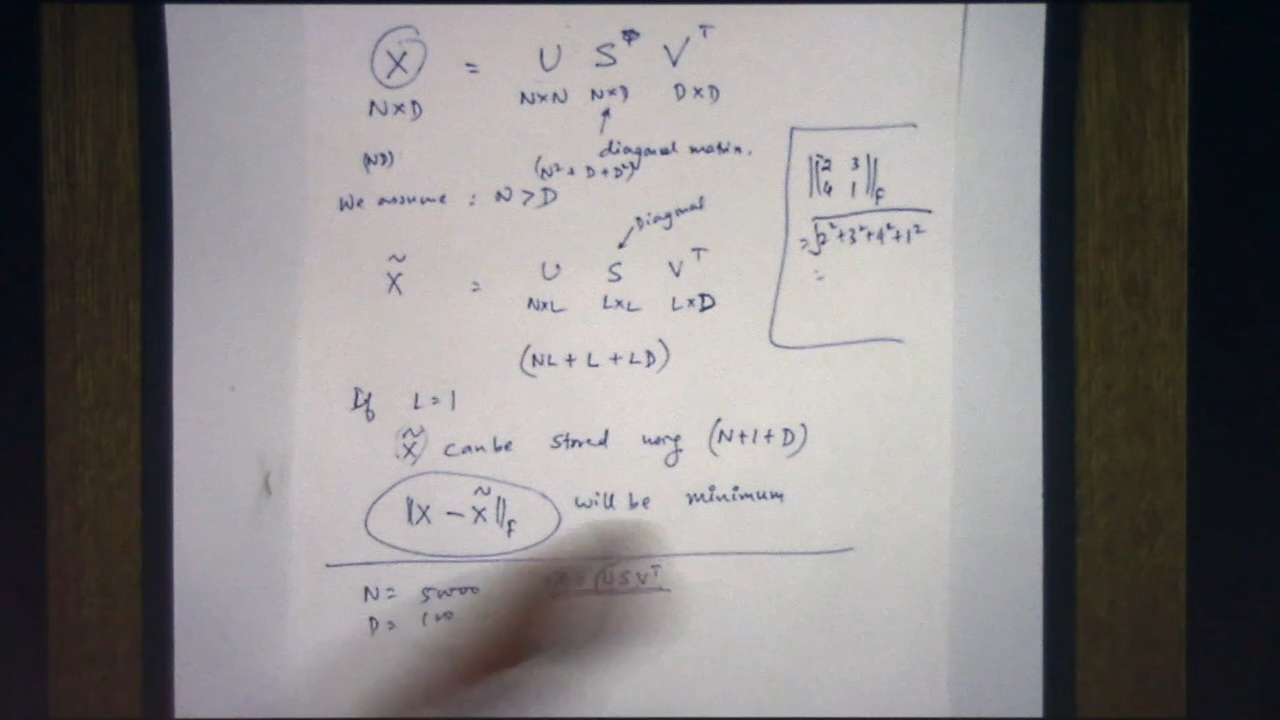 X = U S V^T
N×D N×N N×D D×D
diagonal matrix.
(ND) (N² + D + D²)
We assume : N > D
Diagonal
X̃ = U S V^T
N×L L×L L×D
(NL + L + LD)
If L = 1
X̃ can be stored using (N+1+D)
||X - X̃||_F will be minimum
N =
D = 100
U S V^T
||2 3
4 1||_F
= √2²+3²+4²+1²
=